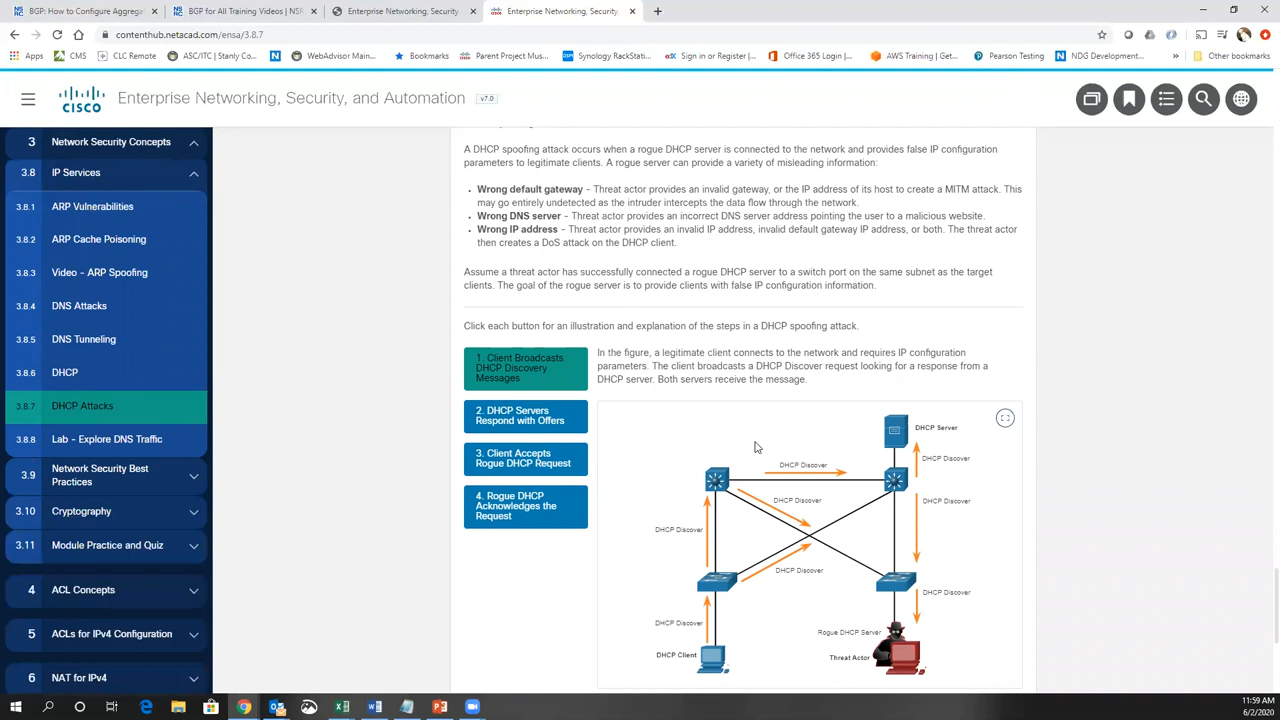 BGP: How to Configure Aggregat
BGP for All Training Videos | NSR
Enterprise Networking, Security,
Enterprise Networking, Security,
contenthub.netacad.com/ensa/3.8.7
Apps
CMS
CLC Remote
ASC/ITC | Stanly Co...
WebAdvisor Main...
Bookmarks
Parent Project Mus...
Synology RackStati...
Sign in or Register |...
Office 365 Login |...
AWS Training | Get...
Pearson Testing
NDG Development...
»
Other bookmarks
CISCO
Enterprise Networking, Security, and Automation
v7.0
3 Network Security Concepts
3.8 IP Services
3.8.1 ARP Vulnerabilities
3.8.2 ARP Cache Poisoning
3.8.3 Video - ARP Spoofing
3.8.4 DNS Attacks
3.8.5 DNS Tunneling
3.8.6 DHCP
3.8.7 DHCP Attacks
3.8.8 Lab - Explore DNS Traffic
3.9 Network Security Best
Practices
3.10 Cryptography
3.11 Module Practice and Quiz
4 ACL Concepts
5 ACLs for IPv4 Configuration
6 NAT for IPv4
A DHCP spoofing attack occurs when a rogue DHCP server is connected to the network and provides false IP configuration
parameters to legitimate clients. A rogue server can provide a variety of misleading information:
• Wrong default gateway – Threat actor provides an invalid gateway, or the IP address of its host to create a MITM attack. This
may go entirely undetected as the intruder intercepts the data flow through the network.
• Wrong DNS server – Threat actor provides an incorrect DNS server address pointing the user to a malicious website.
• Wrong IP address – Threat actor provides an invalid IP address, invalid default gateway IP address, or both. The threat actor
then creates a DoS attack on the DHCP client.
Assume a threat actor has successfully connected a rogue DHCP server to a switch port on the same subnet as the target
clients. The goal of the rogue server is to provide clients with false IP configuration information.
Click each button for an illustration and explanation of the steps in a DHCP spoofing attack.
1. Client Broadcasts
DHCP Discovery
Messages
2. DHCP Servers
Respond with Offers
3. Client Accepts
Rogue DHCP Request
4. Rogue DHCP
Acknowledges the
Request
In the figure, a legitimate client connects to the network and requires IP configuration
parameters. The client broadcasts a DHCP Discover request looking for a response from a
DHCP server. Both servers receive the message.
DHCP Server
DHCP Discover
DHCP Discover
DHCP Discover
DHCP Discover
DHCP Discover
DHCP Discover
DHCP Discover
DHCP Discover
Rogue DHCP Server
DHCP Client
Threat Actor
11:59 AM
6/2/2020